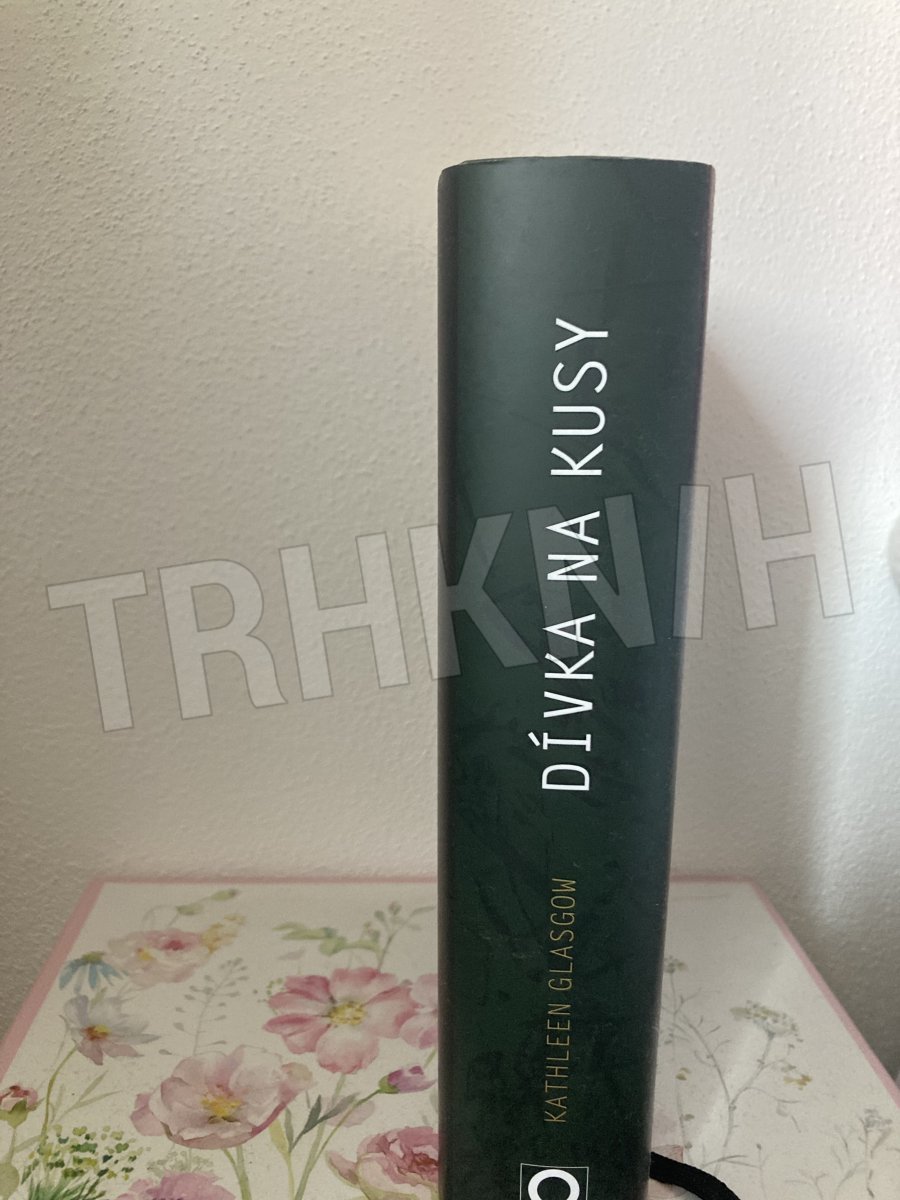 DÍVKA NA KUSY
KATHLEEN GLASGOW
TRHKNIH